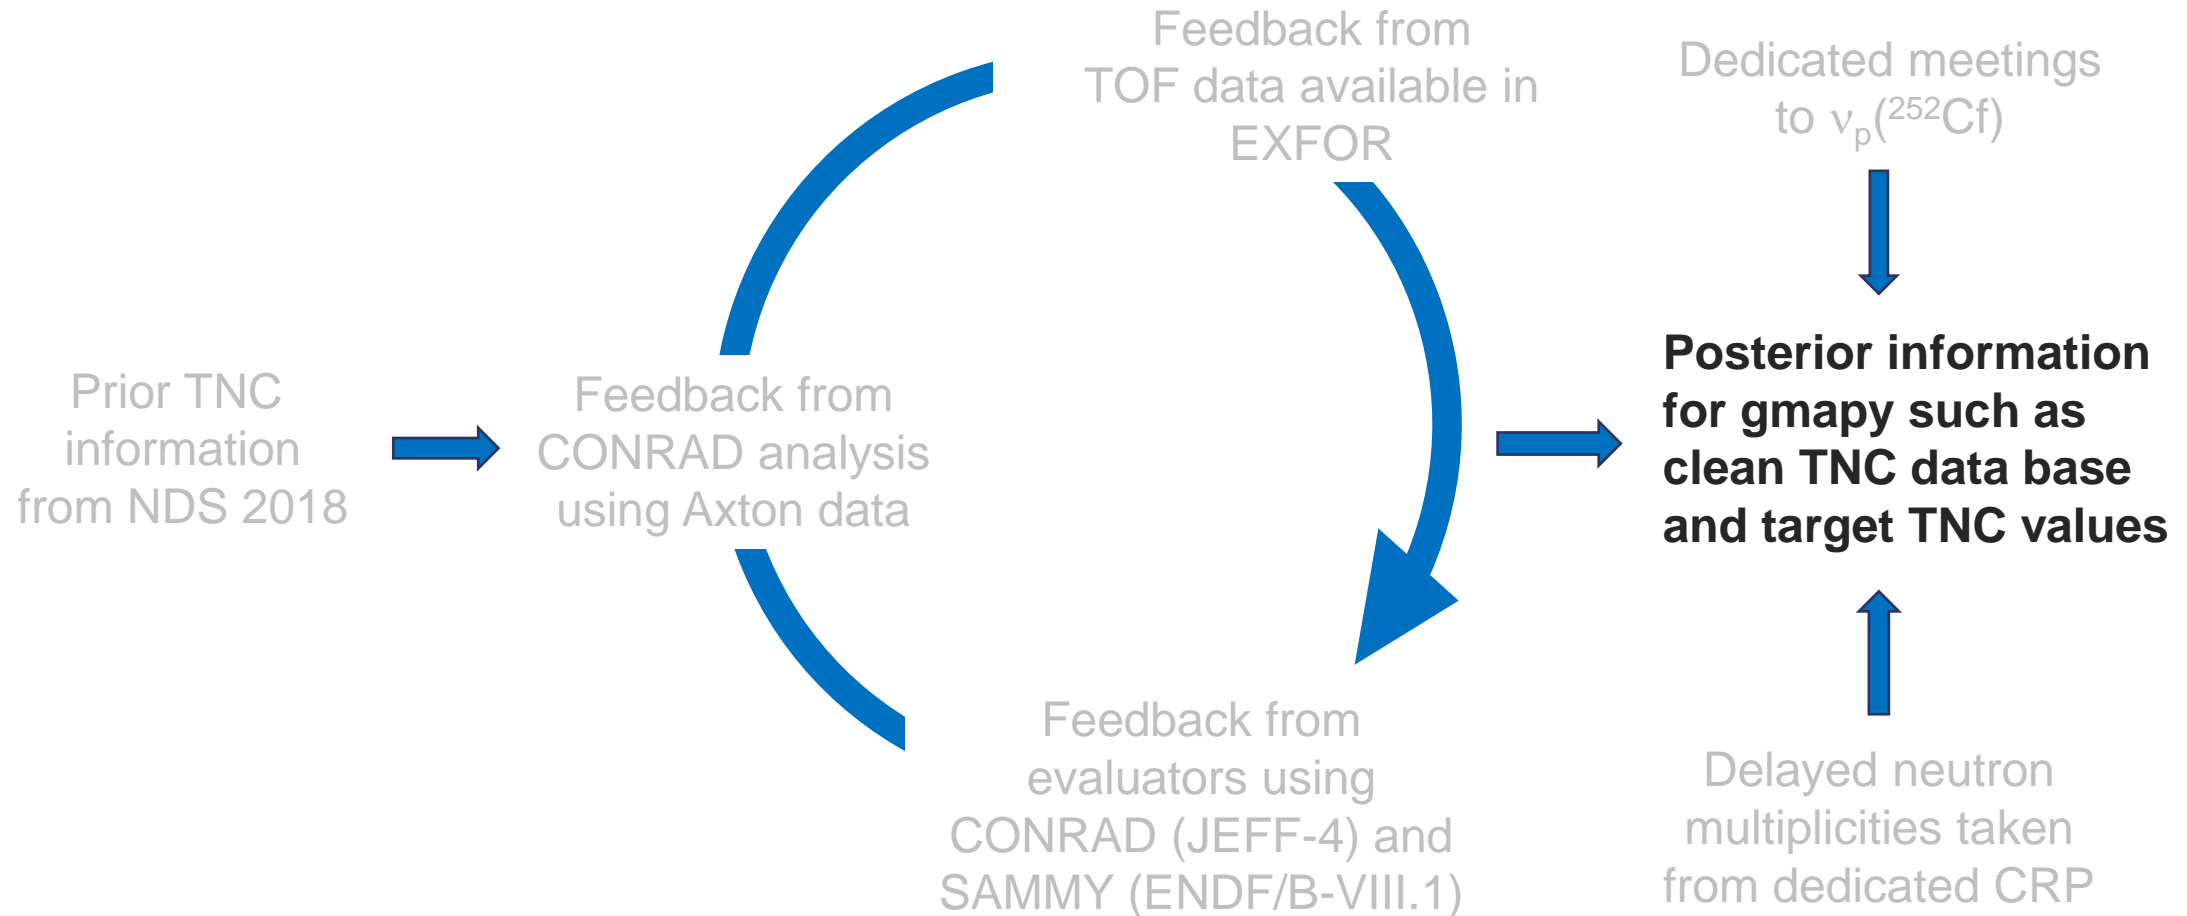 Feedback from
TOF data available in
EXFOR
Dedicated meetings
to νp(252Cf)
Prior TNC
information
from NDS 2018
Feedback from
CONRAD analysis
using Axton data
Posterior information
for gmapy such as
clean TNC data base
and target TNC values
Feedback from
evaluators using
CONRAD (JEFF-4) and
SAMMY (ENDF/B-VIII.1)
Delayed neutron
multiplicities taken
from dedicated CRP